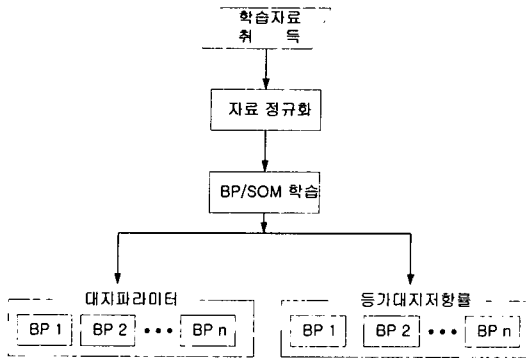 학습자료
취 득
자료 정규화
BP/SOM 학습
대지파라미터
BP 1 BP 2 ••• BP n
등가대지저항률
BP 1 BP 2 ••• BP n